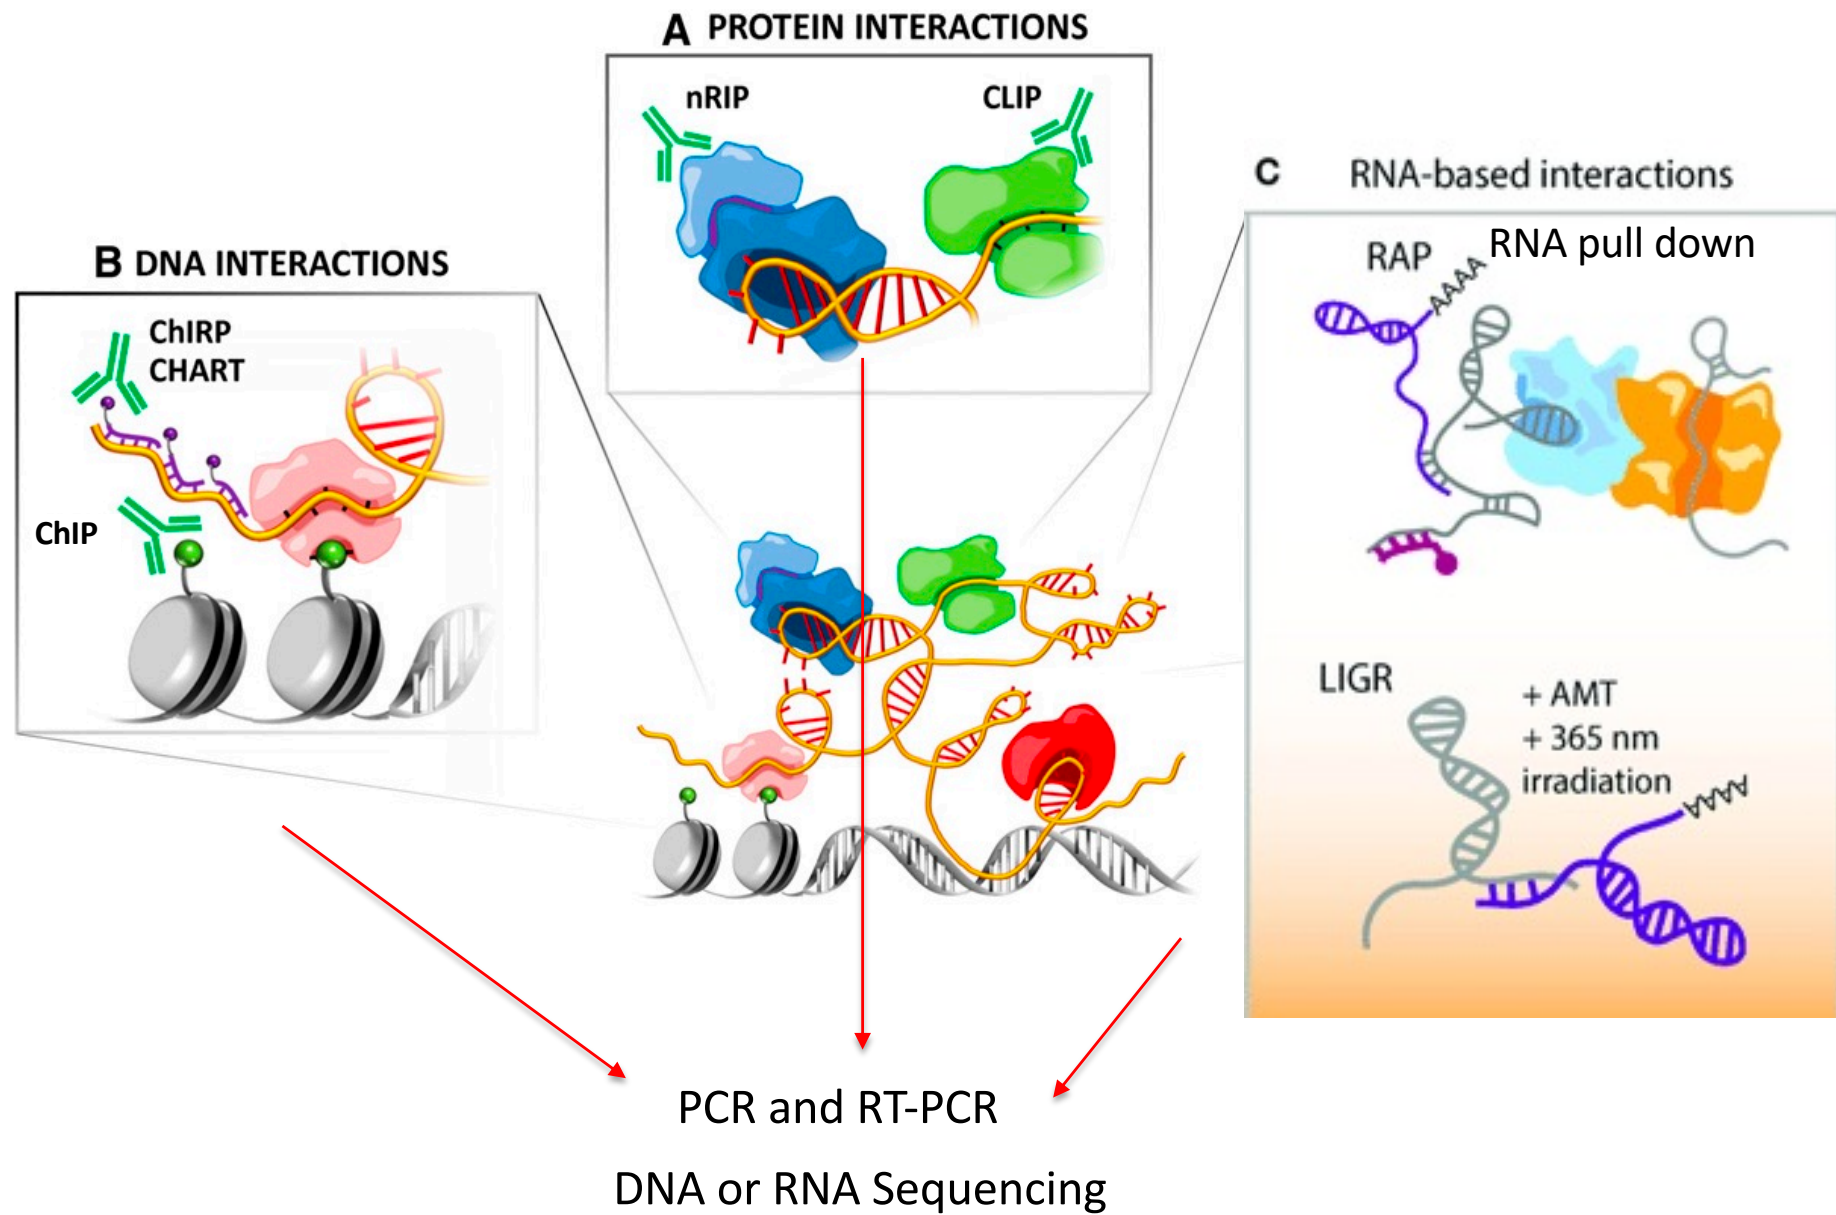 A PROTEIN INTERACTIONS
nRIP
CLIP
B DNA INTERACTIONS
ChIRP
CHART
ChIP
C RNA-based interactions
RAP
RNA pull down
AAAA
LIGR
+ AMT
+ 365 nm
irradiation
AAAA
PCR and RT-PCR
DNA or RNA Sequencing